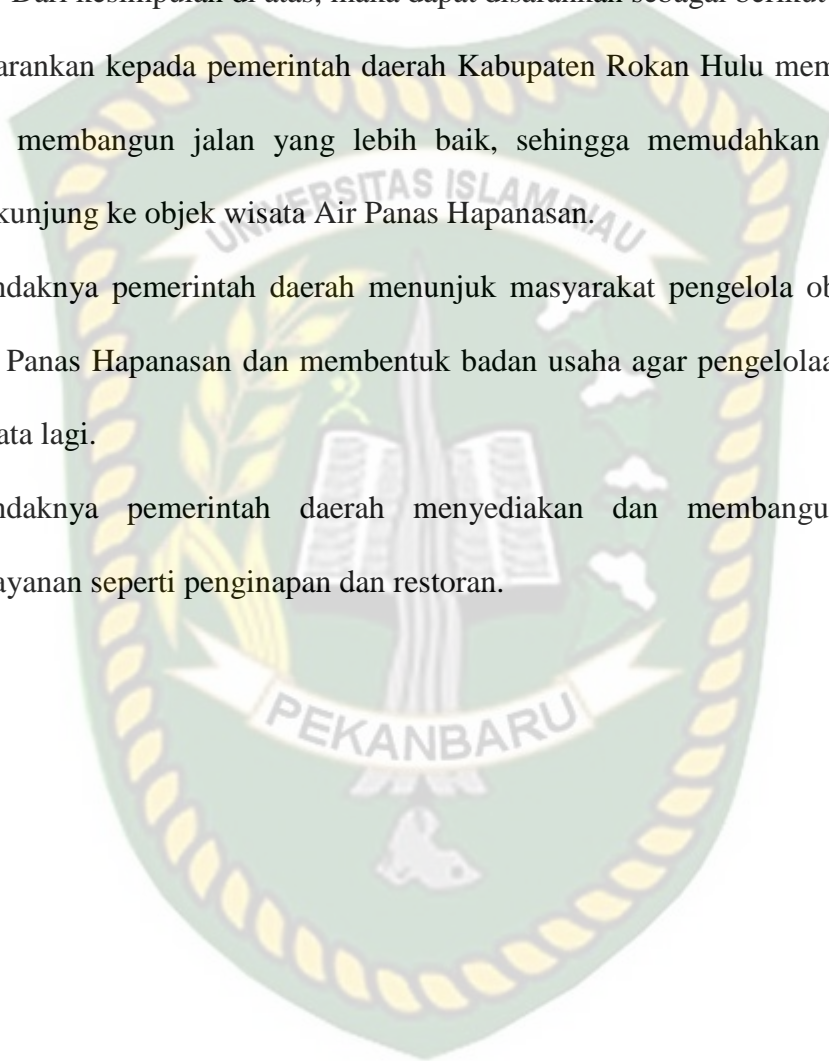 Dari kesimpulan di atas, maka dapat disarankan sebagai berikut
arankan kepada pemerintah daerah Kabupaten Rokan Hulu mem
membangun jalan yang lebih baik, sehingga memudahkan
kunjung ke objek wisata Air Panas Hapanasan.
UNIVERSITAS ISLAM RIAU
ndaknya pemerintah daerah menunjuk masyarakat pengelola ob
Panas Hapanasan dan membentuk badan usaha agar pengelolaa
ata lagi.
ndaknya pemerintah daerah menyediakan dan membangu
ayanan seperti penginapan dan restoran.
PEKANBARU